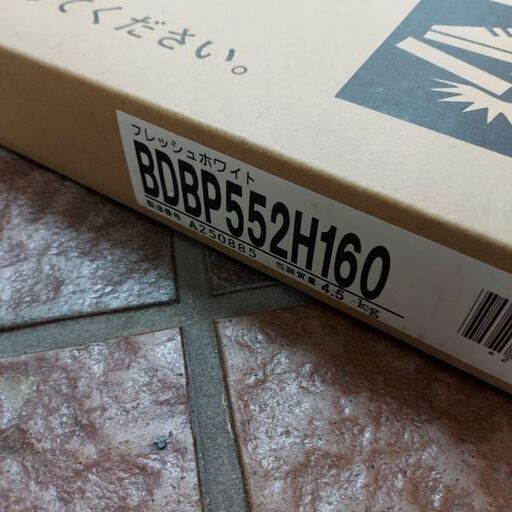 てください。
フレッシュホワイト
BDBP552H160
製造番号 A250885 包装質量 4.5 kg